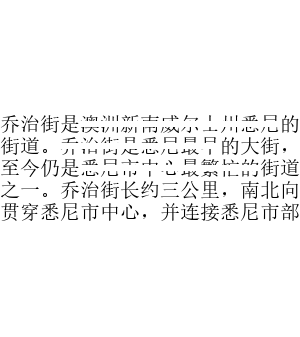 乔治街是澳洲新南威尔士州悉尼的
街道。乔治街是悉尼最早的大街，
至今仍是悉尼市中心最繁忙的街道
之一。乔治街长约三公里，南北向
贯穿悉尼市中心，并连接悉尼市部